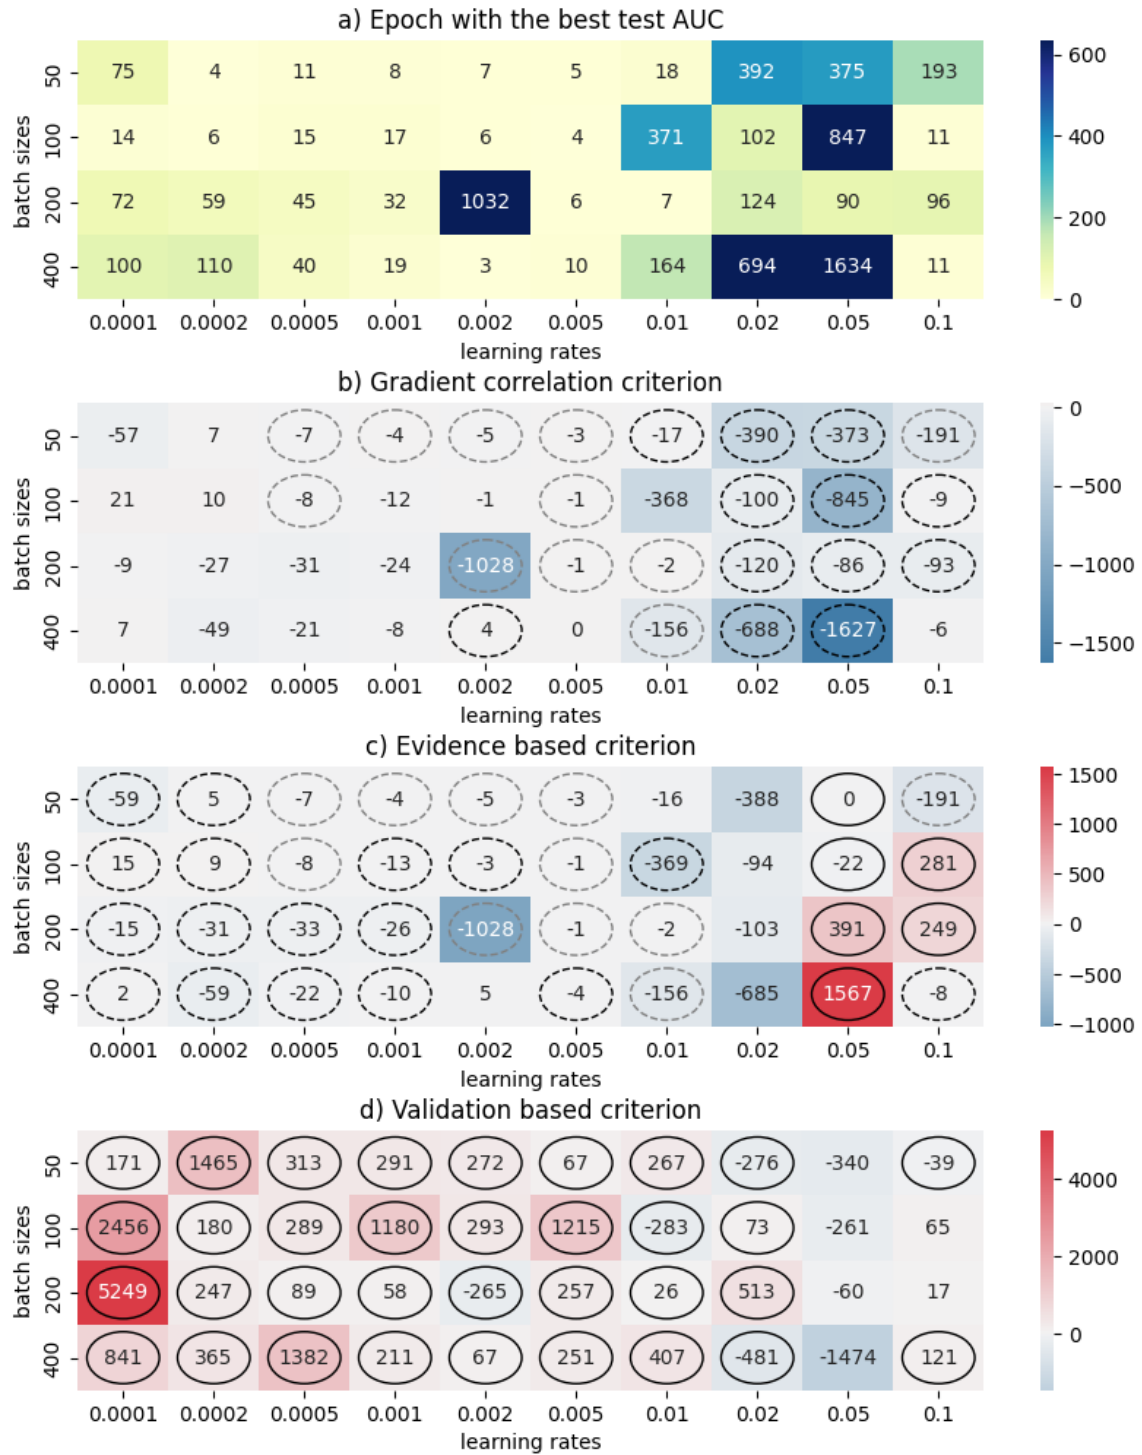 a) Epoch with the best test AUC
50 75 4 11 8 7 5 18 392 375 193
100 14 6 15 17 6 4 371 102 847 11
200 72 59 45 32 1032 6 7 124 90 96
400 100 110 40 19 3 10 164 694 1634 11
batch sizes
0.0001 0.0002 0.0005 0.001 0.002 0.005 0.01 0.02 0.05 0.1
learning rates
600
400
200
0
b) Gradient correlation criterion
50 -57 7 -7 -4 -5 -3 -17 -390 -373 -191
100 21 10 -8 -12 -1 -1 -368 -100 -845 -9
200 -9 -27 -31 -24 -1028 -1 -2 -120 -86 -93
400 7 -49 -21 -8 4 0 -156 -688 -1627 -6
batch sizes
0.0001 0.0002 0.0005 0.001 0.002 0.005 0.01 0.02 0.05 0.1
learning rates
0
−500
−1000
−1500
c) Evidence based criterion
50 -59 5 -7 -4 -5 -3 -16 -388 0 -191
100 15 9 -8 -13 -3 -1 -369 -94 -22 281
200 -15 -31 -33 -26 -1028 -1 -2 -103 391 249
400 2 -59 -22 -10 5 -4 -156 -685 1567 -8
batch sizes
0.0001 0.0002 0.0005 0.001 0.002 0.005 0.01 0.02 0.05 0.1
learning rates
1500
1000
500
0
−500
−1000
d) Validation based criterion
50 171 1465 313 291 272 67 267 -276 -340 -39
100 2456 180 289 1180 293 1215 -283 73 -261 65
200 5249 247 89 58 -265 257 26 513 -60 17
400 841 365 1382 211 67 251 407 -481 -1474 121
batch sizes
0.0001 0.0002 0.0005 0.001 0.002 0.005 0.01 0.02 0.05 0.1
learning rates
4000
2000
0